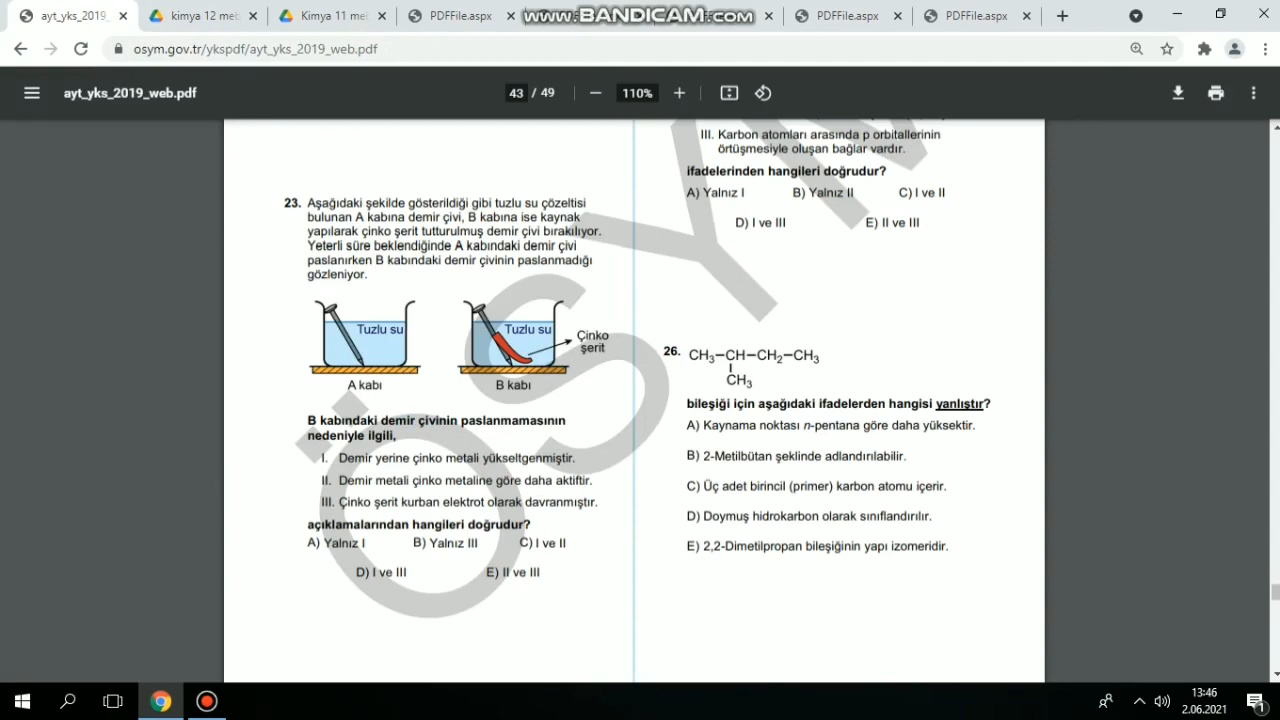 ayt_yks_2019_
kimya 12 me
Kimya 11 me
PDFFile.aspx
www.BANDICAM.com
PDFFile.aspx
PDFFile.aspx
osym.gov.tr/ykspdf/ayt_yks_2019_web.pdf
ayt_yks_2019_web.pdf
43 / 49
110%
III. Karbon atomları arasında p orbitallerinin
örtüşmesiyle oluşan bağlar vardır.
ifadelerinden hangileri doğrudur?
A) Yalnız I B) Yalnız II C) I ve II
D) I ve III E) II ve III
23. Aşağıdaki şekilde gösterildiği gibi tuzlu su çözeltisi
bulunan A kabına demir çivi, B kabına ise kaynak
yapılarak çinko şerit tutturulmuş demir çivi bırakılıyor.
Yeterli süre beklendiğinde A kabındaki demir çivi
paslanırken B kabındaki demir çivinin paslanmadığı
gözleniyor.
Tuzlu su
Tuzlu su
Çinko
şerit
A kabı
B kabı
B kabındaki demir çivinin paslanmamasının
nedeniyle ilgili,
I. Demir yerine çinko metali yükseltgenmiştir.
II. Demir metali çinko metaline göre daha aktiftir.
III. Çinko şerit kurban elektrot olarak davranmıştır.
açıklamalarından hangileri doğrudur?
A) Yalnız I B) Yalnız III C) I ve II
D) I ve III E) II ve III
26. CH₃–CH–CH₂–CH₃
CH₃
bileşiği için aşağıdaki ifadelerden hangisi yanlıştır?
A) Kaynama noktası n-pentana göre daha yüksektir.
B) 2-Metilbütan şeklinde adlandırılabilir.
C) Üç adet birincil (primer) karbon atomu içerir.
D) Doymuş hidrokarbon olarak sınıflandırılır.
E) 2,2-Dimetilpropan bileşiğinin yapı izomeridir.
ÖSYM
13:46
2.06.2021
1